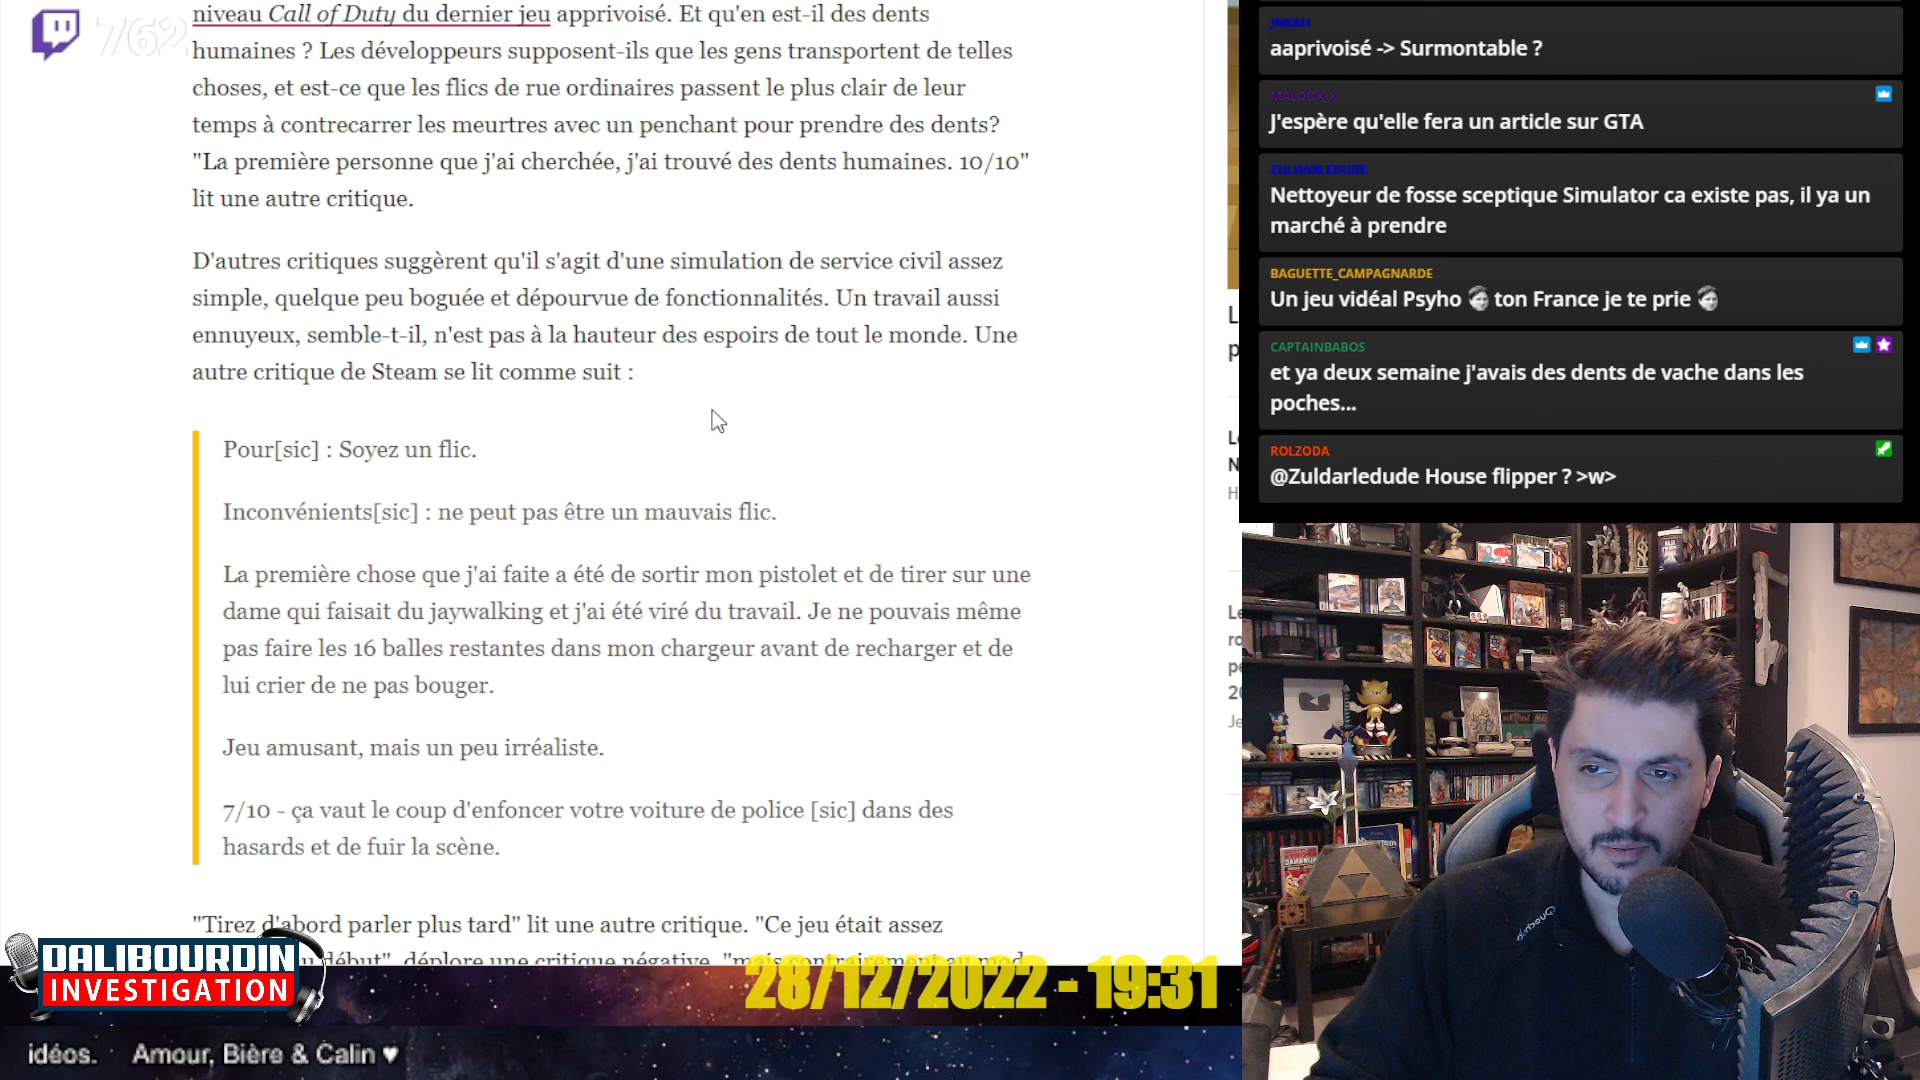 762
niveau Call of Duty du dernier jeu apprivoisé. Et qu'en est-il des dents
humaines ? Les développeurs supposent-ils que les gens transportent de telles
choses, et est-ce que les flics de rue ordinaires passent le plus clair de leur
temps à contrecarrer les meurtres avec un penchant pour prendre des dents?
"La première personne que j'ai cherchée, j'ai trouvé des dents humaines. 10/10"
lit une autre critique.
D'autres critiques suggèrent qu'il s'agit d'une simulation de service civil assez
simple, quelque peu boguée et dépourvue de fonctionnalités. Un travail aussi
ennuyeux, semble-t-il, n'est pas à la hauteur des espoirs de tout le monde. Une
autre critique de Steam se lit comme suit :
Pour[sic] : Soyez un flic.
Inconvénients[sic] : ne peut pas être un mauvais flic.
La première chose que j'ai faite a été de sortir mon pistolet et de tirer sur une
dame qui faisait du jaywalking et j'ai été viré du travail. Je ne pouvais même
pas faire les 16 balles restantes dans mon chargeur avant de recharger et de
lui crier de ne pas bouger.
Jeu amusant, mais un peu irréaliste.
7/10 - ça vaut le coup d'enfoncer votre voiture de police [sic] dans des
hasards et de fuir la scène.
"Tirez d'abord parler plus tard" lit une autre critique. "Ce jeu était assez
début", déplore une critique négative, "mais contrairement au mod
JNKAH
aaprivoisé -> Surmontable ?
MALDOX_X
J'espère qu'elle fera un article sur GTA
ZULDARLEDUDE
Nettoyeur de fosse sceptique Simulator ca existe pas, il ya un
marché à prendre
BAGUETTE_CAMPAGNARDE
Un jeu vidéal Psyho ton France je te prie
CAPTAINBABOS
et ya deux semaine j'avais des dents de vache dans les
poches...
ROLZODA
@Zuldarledude House flipper ? >w>
DALIBOURDIN
INVESTIGATION
28/12/2022 - 19:31
idéos. Amour, Bière & Calin ♥